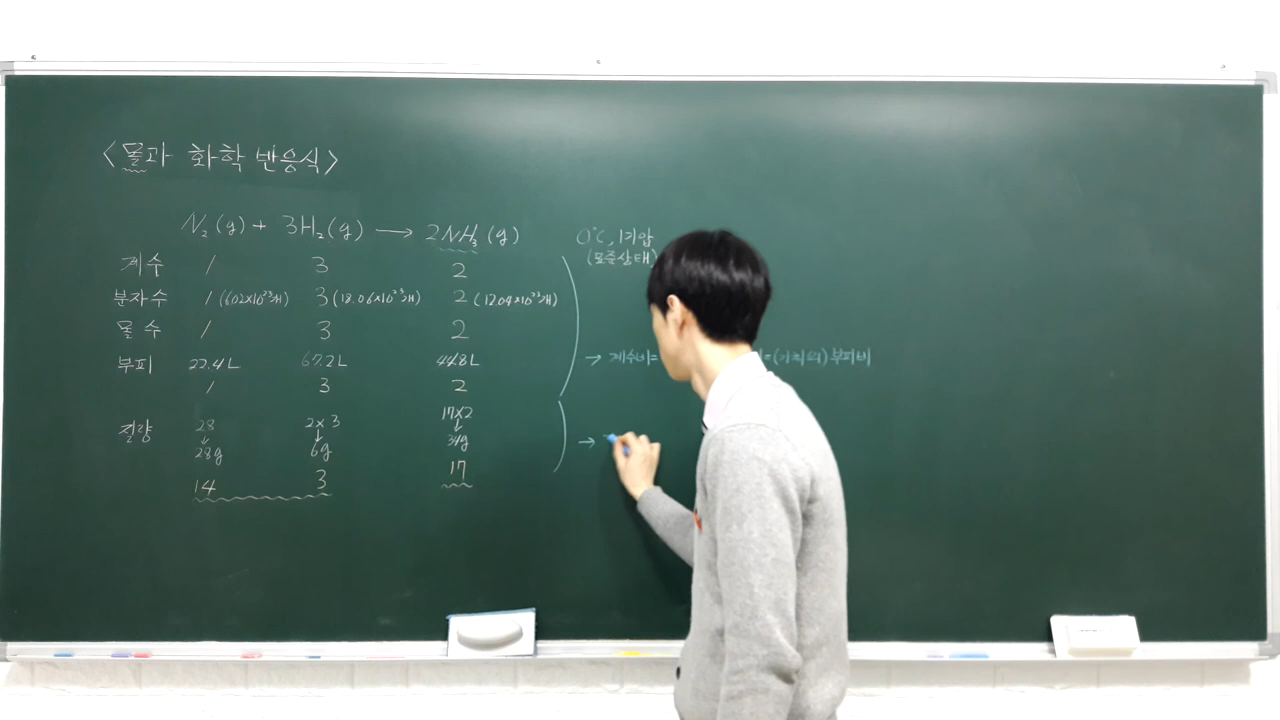 <몰과 화학 반응식>
N₂(g) + 3H₂(g) → 2NH₃(g)
0℃, 1기압
(표준상태)
계수 1 3 2
분자수 1 (6.02×10²³개) 3 (18.06×10²³개) 2 (12.04×10²³개)
몰수 1 3 2
부피 22.4L 67.2L 44.8L
→ 계수비= =(기체의) 부피비
1 3 2
질량 28 2×3 17×2
↓ ↓ ↓
28g 6g 34g
→
14 3 17